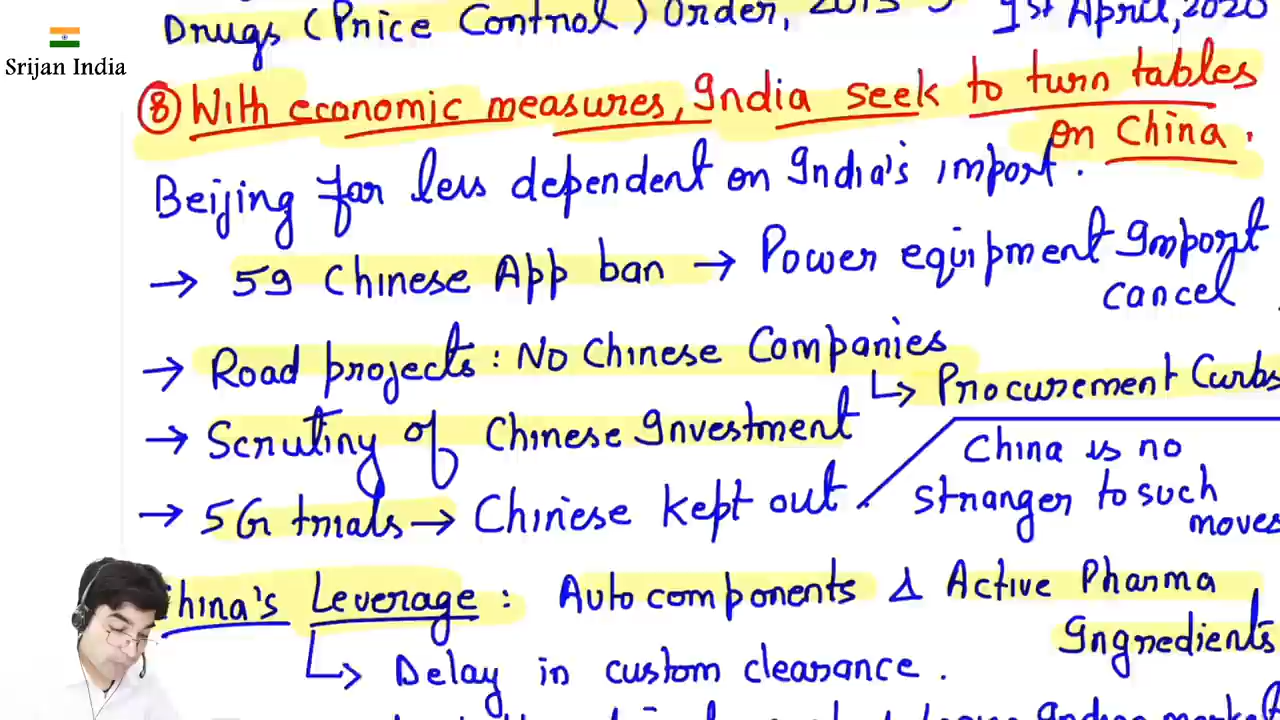 Drugs (Price Control) Order, 2013 1st April, 2020
Srijan India
⑧ With economic measures, India seek to turn tables
on China.
Beijing far less dependent on India's import.
→ 59 Chinese App ban → Power equipment Import
cancel
→ Road projects: No Chinese Companies
↳ Procurement Curbs
→ Scrutiny of Chinese Investment
China is no
stranger to such
moves
→ 5G trials → Chinese kept out
China's Leverage: Auto components & Active Pharma
Ingredients
↳ Delay in custom clearance.
Indian market